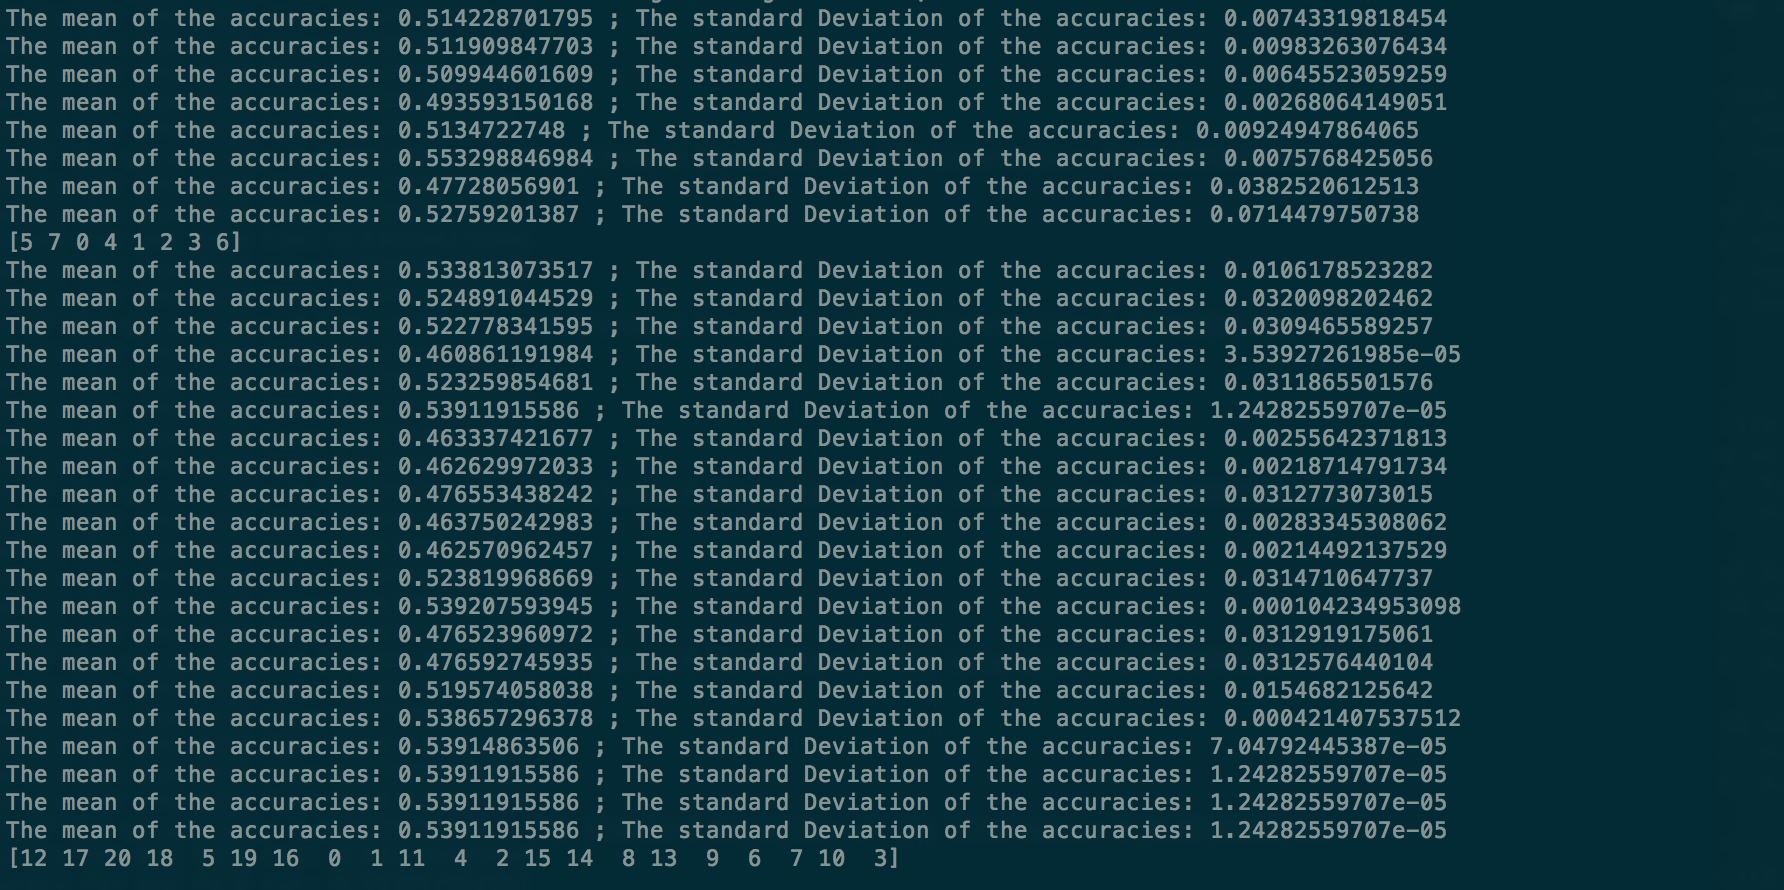 The mean of the accuracies: 0.514228701795 ; The standard Deviation of the accuracies: 0.00743319818454
The mean of the accuracies: 0.511909847703 ; The standard Deviation of the accuracies: 0.00983263076434
The mean of the accuracies: 0.509944601609 ; The standard Deviation of the accuracies: 0.00645523059259
The mean of the accuracies: 0.493593150168 ; The standard Deviation of the accuracies: 0.00268064149051
The mean of the accuracies: 0.5134722748 ; The standard Deviation of the accuracies: 0.00924947864065
The mean of the accuracies: 0.553298846984 ; The standard Deviation of the accuracies: 0.0075768425056
The mean of the accuracies: 0.47728056901 ; The standard Deviation of the accuracies: 0.0382520612513
The mean of the accuracies: 0.52759201387 ; The standard Deviation of the accuracies: 0.0714479750738
[5 7 0 4 1 2 3 6]
The mean of the accuracies: 0.533813073517 ; The standard Deviation of the accuracies: 0.0106178523282
The mean of the accuracies: 0.524891044529 ; The standard Deviation of the accuracies: 0.0320098202462
The mean of the accuracies: 0.522778341595 ; The standard Deviation of the accuracies: 0.0309465589257
The mean of the accuracies: 0.460861191984 ; The standard Deviation of the accuracies: 3.53927261985e-05
The mean of the accuracies: 0.523259854681 ; The standard Deviation of the accuracies: 0.0311865501576
The mean of the accuracies: 0.53911915586 ; The standard Deviation of the accuracies: 1.24282559707e-05
The mean of the accuracies: 0.463337421677 ; The standard Deviation of the accuracies: 0.00255642371813
The mean of the accuracies: 0.462629972033 ; The standard Deviation of the accuracies: 0.00218714791734
The mean of the accuracies: 0.476553438242 ; The standard Deviation of the accuracies: 0.0312773073015
The mean of the accuracies: 0.463750242983 ; The standard Deviation of the accuracies: 0.00283345308062
The mean of the accuracies: 0.462570962457 ; The standard Deviation of the accuracies: 0.00214492137529
The mean of the accuracies: 0.523819968669 ; The standard Deviation of the accuracies: 0.0314710647737
The mean of the accuracies: 0.539207593945 ; The standard Deviation of the accuracies: 0.000104234953098
The mean of the accuracies: 0.476523960972 ; The standard Deviation of the accuracies: 0.0312919175061
The mean of the accuracies: 0.476592745935 ; The standard Deviation of the accuracies: 0.0312576440104
The mean of the accuracies: 0.519574058038 ; The standard Deviation of the accuracies: 0.0154682125642
The mean of the accuracies: 0.538657296378 ; The standard Deviation of the accuracies: 0.000421407537512
The mean of the accuracies: 0.53914863506 ; The standard Deviation of the accuracies: 7.04792445387e-05
The mean of the accuracies: 0.53911915586 ; The standard Deviation of the accuracies: 1.24282559707e-05
The mean of the accuracies: 0.53911915586 ; The standard Deviation of the accuracies: 1.24282559707e-05
The mean of the accuracies: 0.53911915586 ; The standard Deviation of the accuracies: 1.24282559707e-05
[12 17 20 18  5 19 16  0  1 11  4  2 15 14  8 13  9  6  7 10  3]